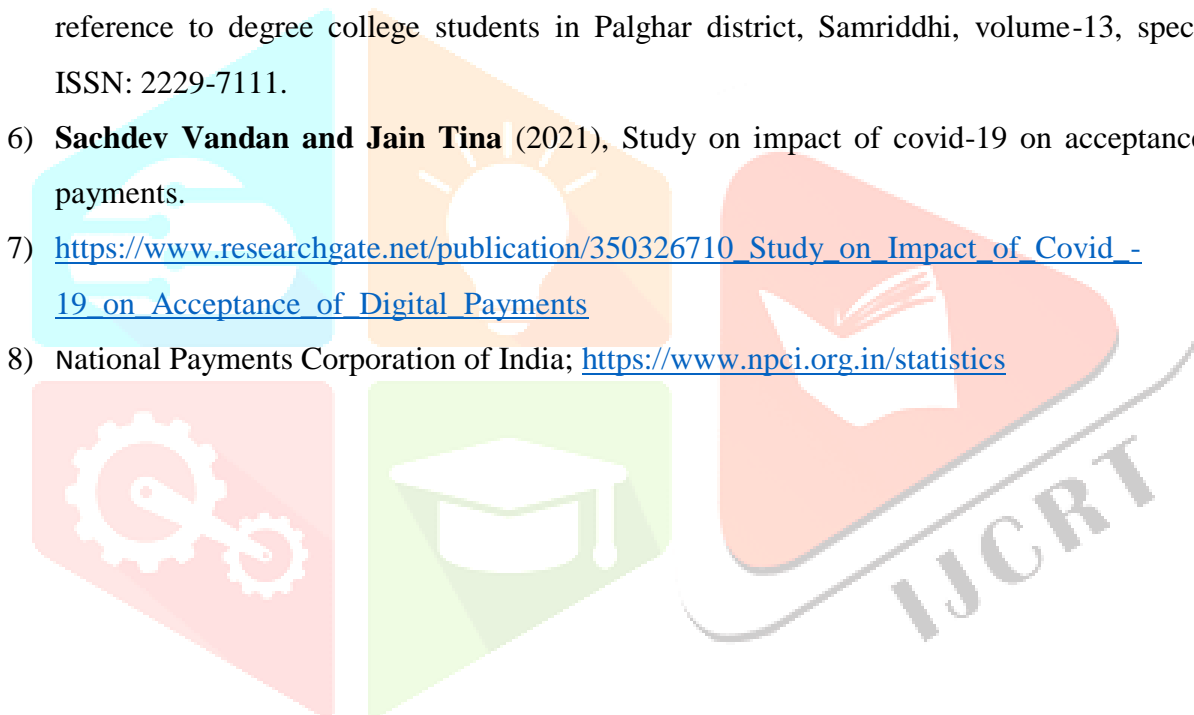 reference to degree college students in Palghar district, Samriddhi, volume-13, spec
ISSN: 2229-7111.
6) Sachdev Vandan and Jain Tina (2021), Study on impact of covid-19 on acceptance
payments.
7) https://www.researchgate.net/publication/350326710_Study_on_Impact_of_Covid_-
19_on_Acceptance_of_Digital_Payments
8) National Payments Corporation of India; https://www.npci.org.in/statistics
IJCRT